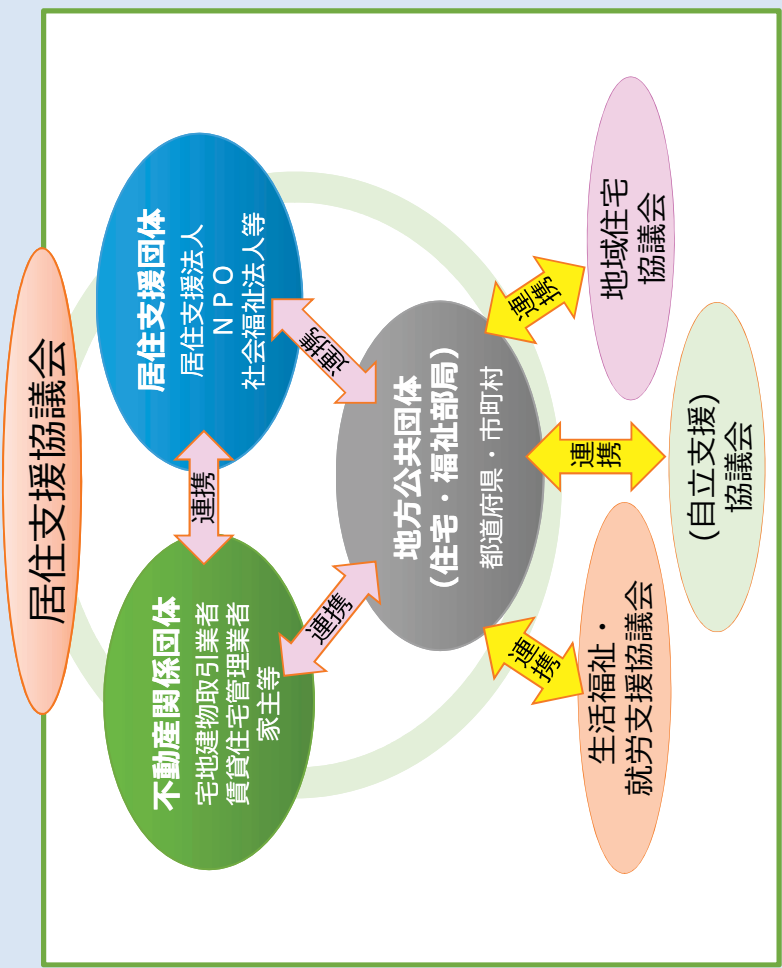 居住支援協議会
不動産関係団体
宅地建物取引業者
賃貸住宅管理業者
家主等
連携
居住支援団体
居住支援法人
ＮＰＯ
社会福祉法人等
連携
連携
地方公共団体
(住宅・福祉部局)
都道府県・市町村
連携
連携
連携
生活福祉・
就労支援協議会
(自立支援)
協議会
地域住宅
協議会